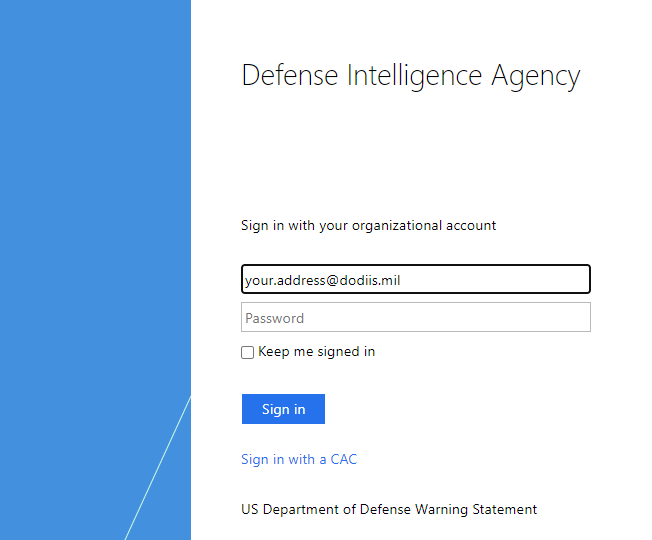 Defense Intelligence Agency
Sign in with your organizational account
your.address@dodiis.mil
Password
Keep me signed in
Sign in
Sign in with a CAC
US Department of Defense Warning Statement